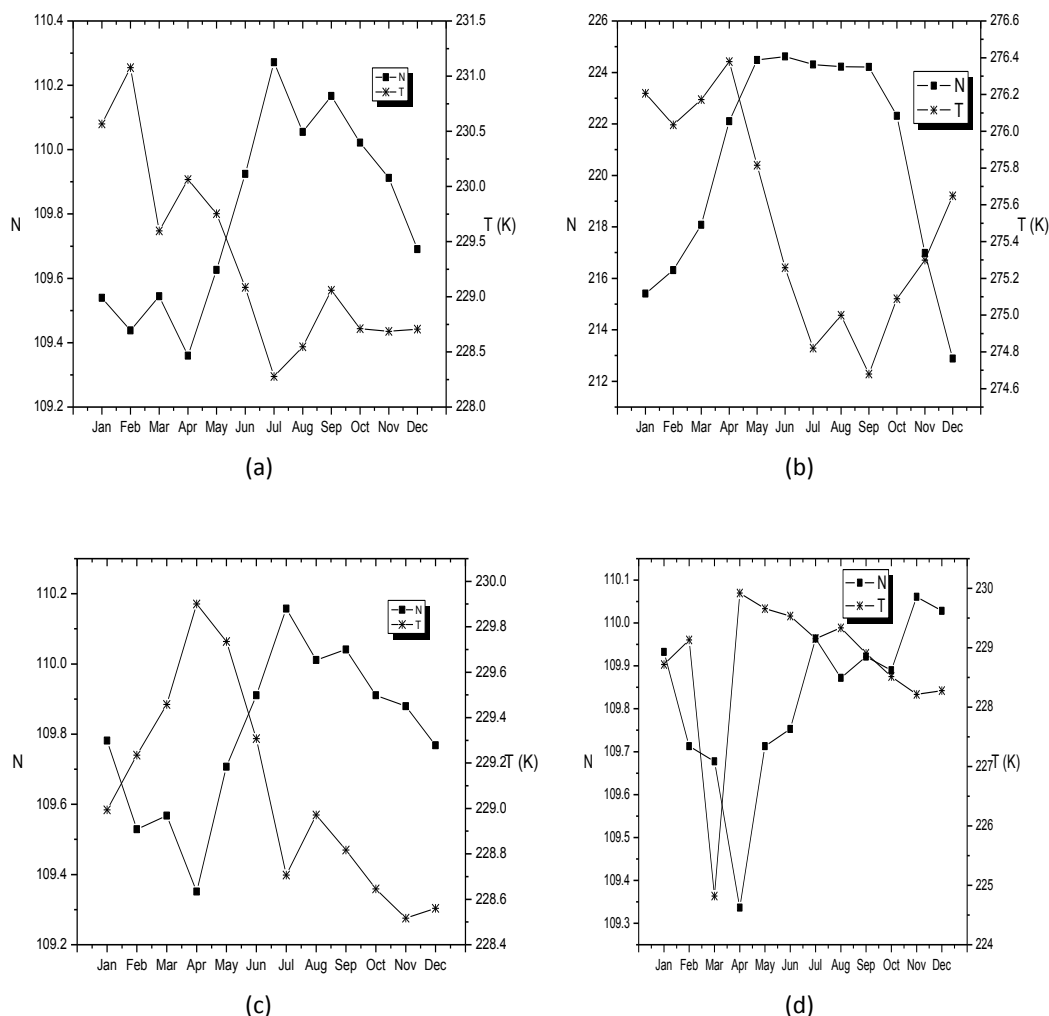 110.4
110.2
110.0
109.8
109.6
109.4
109.2
N
231.5
231.0
230.5
230.0
229.5
229.0
228.5
228.0
T (K)
N
T
Jan Feb Mar Apr May Jun Jul Aug Sep Oct Nov Dec
(a)
226
224
222
220
218
216
214
212
N
276.6
276.4
276.2
276.0
275.8
275.6
275.4
275.2
275.0
274.8
274.6
T (K)
N
T
Jan Feb Mar Apr May Jun Jul Aug Sep Oct Nov Dec
(b)
110.2
110.0
109.8
109.6
109.4
109.2
N
230.0
229.8
229.6
229.4
229.2
229.0
228.8
228.6
228.4
T (K)
N
T
Jan Feb Mar Apr May Jun Jul Aug Sep Oct Nov Dec
(c)
110.1
110.0
109.9
109.8
109.7
109.6
109.5
109.4
109.3
N
230
229
228
227
226
225
224
T (K)
N
T
Jan Feb Mar Apr May Jun Jul Aug Sep Oct Nov Dec
(d)